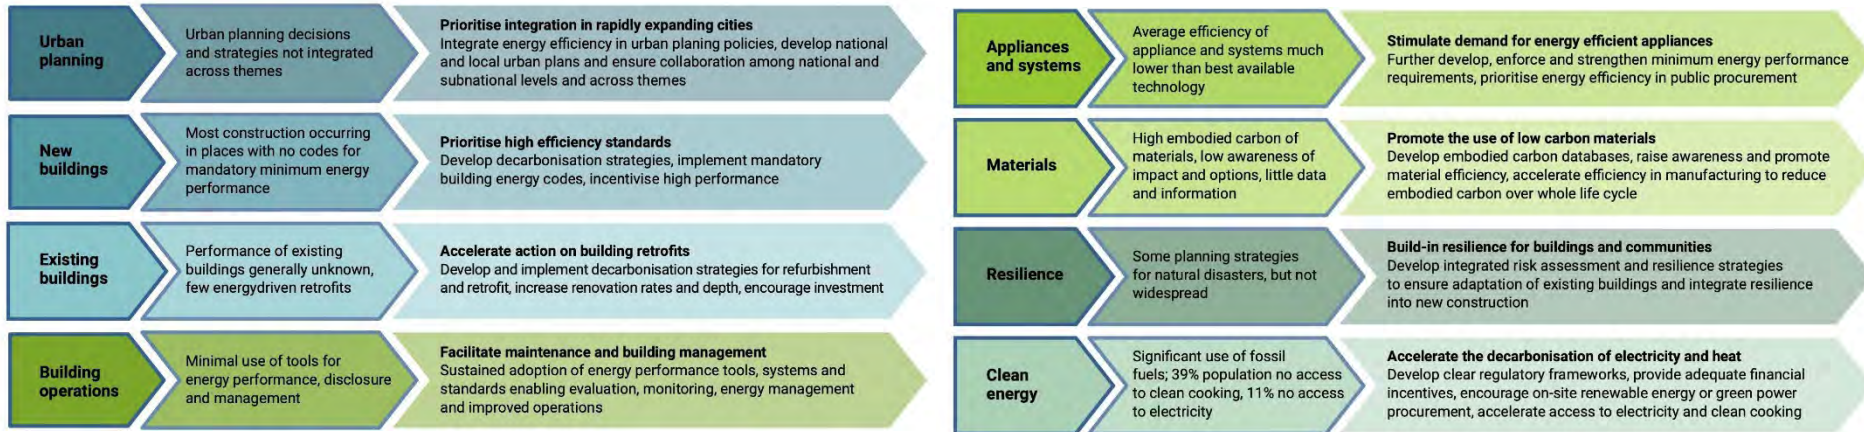 Urban
planning
Urban planning decisions
and strategies not integrated
across themes
Prioritise integration in rapidly expanding cities
Integrate energy efficiency in urban planing policies, develop national
and local urban plans and ensure collaboration among national and
subnational levels and across themes
New
buildings
Most construction occurring
in places with no codes for
mandatory minimum energy
performance
Prioritise high efficiency standards
Develop decarbonisation strategies, implement mandatory
building energy codes, incentivise high performance
Existing
buildings
Performance of existing
buildings generally unknown,
few energydriven retrofits
Accelerate action on building retrofits
Develop and implement decarbonisation strategies for refurbishment
and retrofit, increase renovation rates and depth, encourage investment
Building
operations
Minimal use of tools for
energy performance, disclosure
and management
Facilitate maintenance and building management
Sustained adoption of energy performance tools, systems and
standards enabling evaluation, monitoring, energy management
and improved operations
Appliances
and systems
Average efficiency of
appliance and systems much
lower than best available
technology
Stimulate demand for energy efficient appliances
Further develop, enforce and strengthen minimum energy performance
requirements, prioritise energy efficiency in public procurement
Materials
High embodied carbon of
materials, low awareness of
impact and options, little data
and information
Promote the use of low carbon materials
Develop embodied carbon databases, raise awareness and promote
material efficiency, accelerate efficiency in manufacturing to reduce
embodied carbon over whole life cycle
Resilience
Some planning strategies
for natural disasters, but not
widespread
Build-in resilience for buildings and communities
Develop integrated risk assessment and resilience strategies
to ensure adaptation of existing buildings and integrate resilience
into new construction
Clean
energy
Significant use of fossil
fuels; 39% population no access
to clean cooking, 11% no access
to electricity
Accelerate the decarbonisation of electricity and heat
Develop clear regulatory frameworks, provide adequate financial
incentives, encourage on-site renewable energy or green power
procurement, accelerate access to electricity and clean cooking